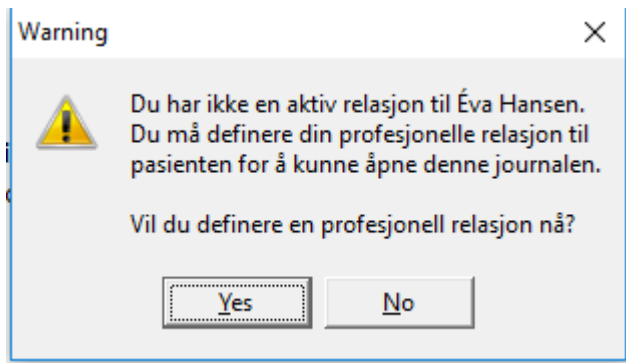 Warning
Du har ikke en aktiv relasjon til Éva Hansen.
Du må definere din profesjonelle relasjon til
pasienten for å kunne åpne denne journalen.
Vil du definere en profesjonell relasjon nå?
Yes
No